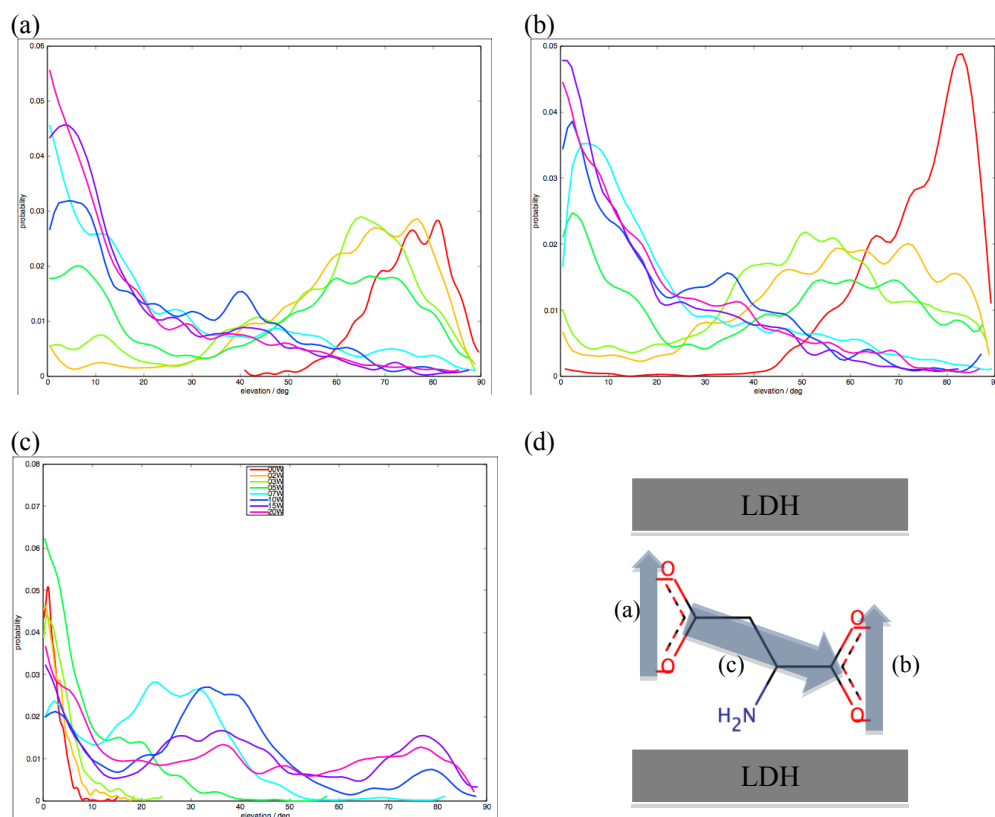 (a)
0.06
0.05
0.04
0.03
0.02
0.01
0
probability
0 10 20 30 40 50 60 70 80 90
elevation / deg
(b)
0.05
0.04
0.03
0.02
0.01
0
probability
0 10 20 30 40 50 60 70 80 90
elevation / deg
(c)
0.08
0.07
0.06
0.05
0.04
0.03
0.02
0.01
0
probability
00W
02W
03W
05W
07W
10W
15W
20W
0 10 20 30 40 50 60 70 80 90
elevation / deg
(d)
LDH
O
(a)
O
(c)
O
(b)
O
H2N
LDH